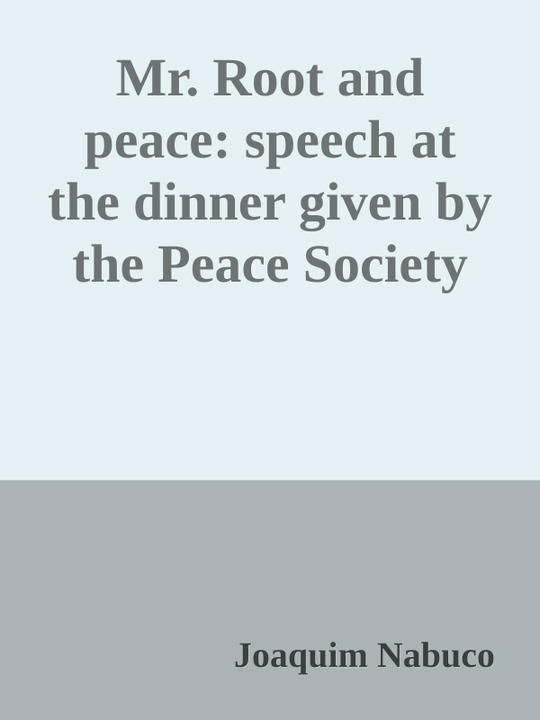 Mr. Root and
peace: speech at
the dinner given by
the Peace Society
Joaquim Nabuco